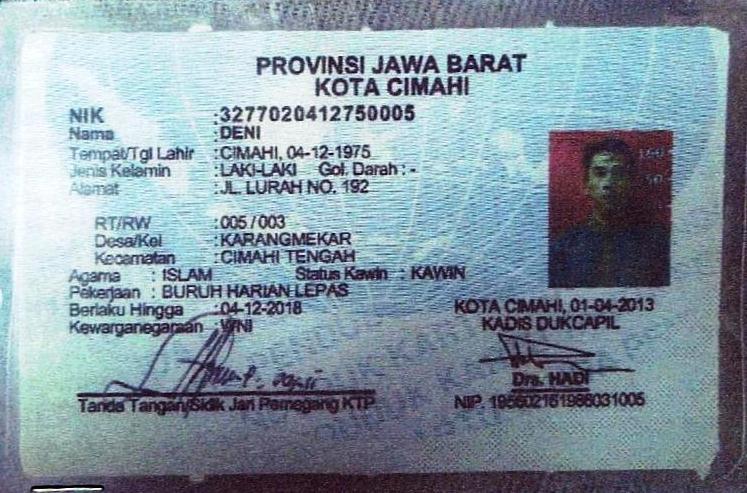 PROVINSI JAWA BARAT
KOTA CIMAHI
NIK : 3277020412750005
Nama : DENI
Tempat/Tgl Lahir : CIMAHI, 04-12-1975
Jenis Kelamin : LAKI-LAKI Gol. Darah : -
Alamat : JL. LURAH NO. 192
RT/RW : 005 / 003
Desa/Kel : KARANGMEKAR
Kecamatan : CIMAHI TENGAH
Agama : ISLAM Status Kawin : KAWIN
Pekerjaan : BURUH HARIAN LEPAS
Berlaku Hingga : 04-12-2018
Kewarganegaraan : WNI
KOTA CIMAHI, 01-04-2013
KADIS DUKCAPIL
Drs. HADI
Tanda Tangan/Sidik Jari Pemegang KTP
NIP. 195602161986031005